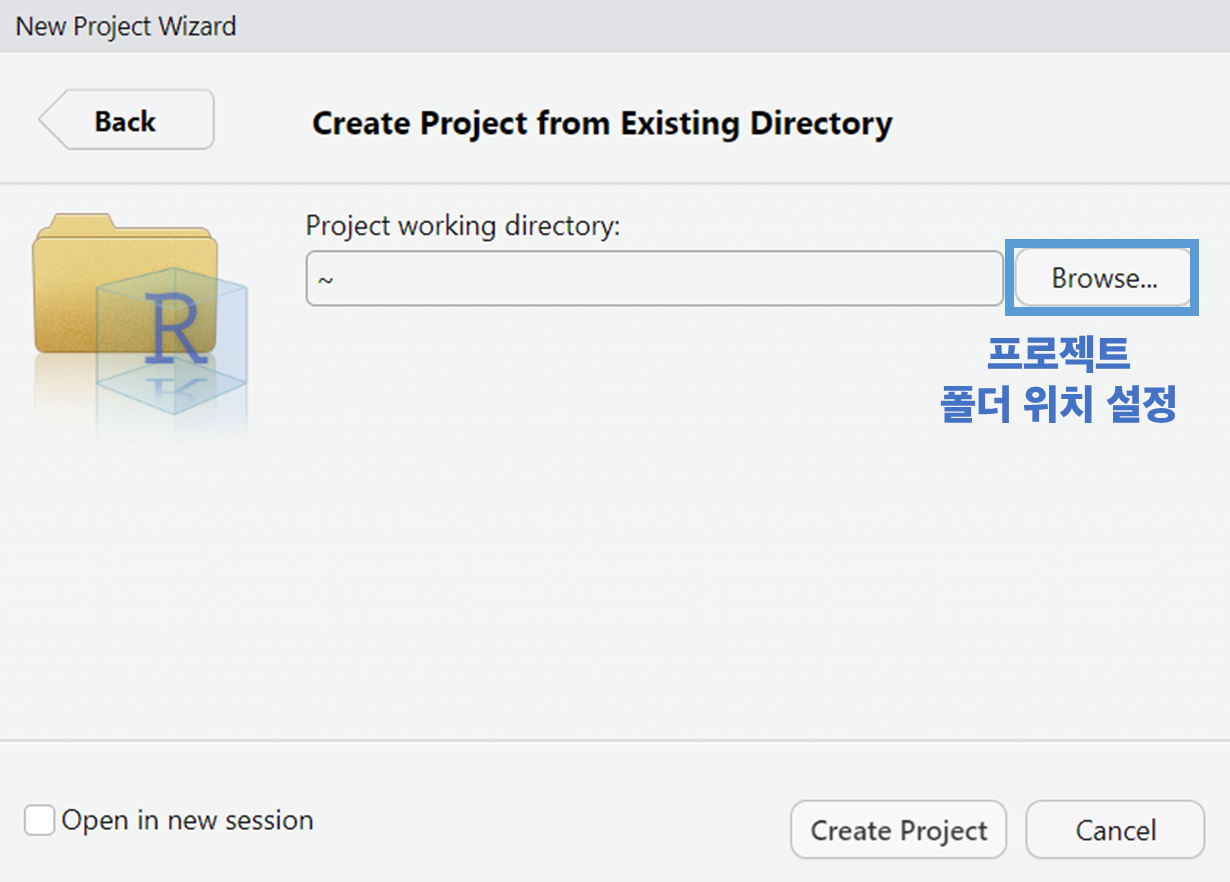 New Project Wizard
Back
Create Project from Existing Directory
Project working directory:
~
Browse...
R
프로젝트
폴더 위치 설정
Open in new session
Create Project
Cancel